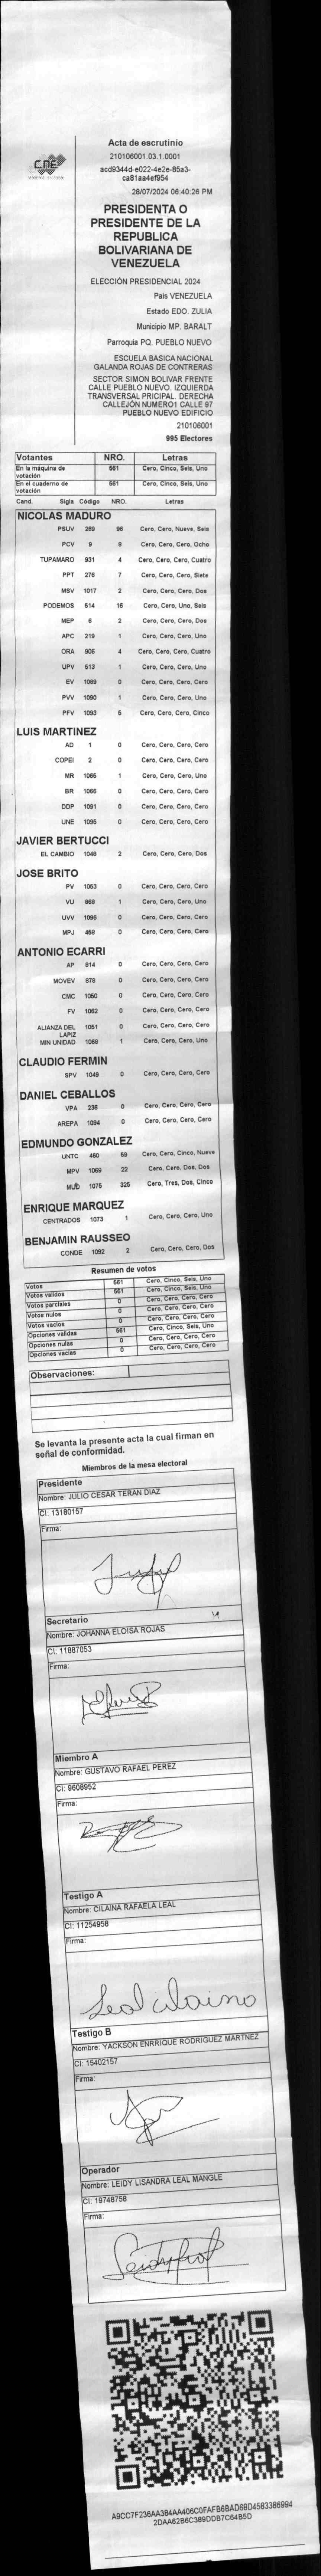 CNE
Acta de escrutinio
210106001.03.1.0001
acd9344d-e022-4e2e-85a3-
ca81aa4ef954
28/07/2024 06:40:26 PM
PRESIDENTA O
PRESIDENTE DE LA
REPUBLICA
BOLIVARIANA DE
VENEZUELA
ELECCIÓN PRESIDENCIAL 2024
Pais VENEZUELA
Estado EDO. ZULIA
Municipio MP. BARALT
Parroquia PQ. PUEBLO NUEVO
ESCUELA BASICA NACIONAL
GALANDA ROJAS DE CONTRERAS
SECTOR SIMON BOLIVAR FRENTE
CALLE PUEBLO NUEVO. IZQUIERDA
TRANSVERSAL PRICIPAL. DERECHA
CALLEJÓN NUMERO1 CALLE 97
PUEBLO NUEVO EDIFICIO
210106001
995 Electores
Votantes NRO. Letras
En la máquina de votación 561 Cero, Cinco, Seis, Uno
En el cuaderno de votación 561 Cero, Cinco, Seis, Uno
Cand. Sigla Código NRO. Letras
NICOLAS MADURO
PSUV 269 96 Cero, Cero, Nueve, Seis
PCV 9 8 Cero, Cero, Cero, Ocho
TUPAMARO 931 4 Cero, Cero, Cero, Cuatro
PPT 276 7 Cero, Cero, Cero, Siete
MSV 1017 2 Cero, Cero, Cero, Dos
PODEMOS 514 16 Cero, Cero, Uno, Seis
MEP 6 2 Cero, Cero, Cero, Dos
APC 219 1 Cero, Cero, Cero, Uno
ORA 906 4 Cero, Cero, Cero, Cuatro
UPV 513 1 Cero, Cero, Cero, Uno
EV 1089 0 Cero, Cero, Cero, Cero
PVV 1090 1 Cero, Cero, Cero, Uno
PFV 1093 5 Cero, Cero, Cero, Cinco
LUIS MARTINEZ
AD 1 0 Cero, Cero, Cero, Cero
COPEI 2 0 Cero, Cero, Cero, Cero
MR 1065 1 Cero, Cero, Cero, Uno
BR 1066 0 Cero, Cero, Cero, Cero
DDP 1091 0 Cero, Cero, Cero, Cero
UNE 1095 0 Cero, Cero, Cero, Cero
JAVIER BERTUCCI
EL CAMBIO 1048 2 Cero, Cero, Cero, Dos
JOSE BRITO
PV 1053 0 Cero, Cero, Cero, Cero
VU 868 1 Cero, Cero, Cero, Uno
UVV 1096 0 Cero, Cero, Cero, Cero
MPJ 458 0 Cero, Cero, Cero, Cero
ANTONIO ECARRI
AP 814 0 Cero, Cero, Cero, Cero
MOVEV 878 0 Cero, Cero, Cero, Cero
CMC 1050 0 Cero, Cero, Cero, Cero
FV 1062 0 Cero, Cero, Cero, Cero
ALIANZA DEL LAPIZ 1051 0 Cero, Cero, Cero, Cero
MIN UNIDAD 1069 1 Cero, Cero, Cero, Uno
CLAUDIO FERMIN
SPV 1049 0 Cero, Cero, Cero, Cero
DANIEL CEBALLOS
VPA 236 0 Cero, Cero, Cero, Cero
AREPA 1094 0 Cero, Cero, Cero, Cero
EDMUNDO GONZALEZ
UNTC 460 59 Cero, Cero, Cinco, Nueve
MPV 1069 22 Cero, Cero, Dos, Dos
MUD 1075 325 Cero, Tres, Dos, Cinco
ENRIQUE MARQUEZ
CENTRADOS 1073 1 Cero, Cero, Cero, Uno
BENJAMIN RAUSSEO
CONDE 1092 2 Cero, Cero, Cero, Dos
Resumen de votos
Votos 561 Cero, Cinco, Seis, Uno
Votos válidos 561 Cero, Cinco, Seis, Uno
Votos parciales 0 Cero, Cero, Cero, Cero
Votos nulos 0 Cero, Cero, Cero, Cero
Votos vacios 0 Cero, Cero, Cero, Cero
Opciones validas 561 Cero, Cinco, Seis, Uno
Opciones nulas 0 Cero, Cero, Cero, Cero
Opciones vacias 0 Cero, Cero, Cero, Cero
Observaciones:
Se levanta la presente acta la cual firman en
señal de conformidad.
Miembros de la mesa electoral
Presidente
Nombre: JULIO CESAR TERAN DIAZ
CI: 13180157
Firma:
Secretario
Nombre: JOHANNA ELOISA ROJAS
CI: 11887053
Firma:
Miembro A
Nombre: GUSTAVO RAFAEL PEREZ
CI: 9608952
Firma:
Testigo A
Nombre: CILAINA RAFAELA LEAL
CI: 11254958
Firma:
Leal cilaina
Testigo B
Nombre: YACKSON ENRRIQUE RODRIGUEZ MARTNEZ
CI: 15402157
Firma:
Operador
Nombre: LEIDY LISANDRA LEAL MANGLE
CI: 19748758
Firma:
A9CC7F236AA384AA406C0FAFB6BAD68D4583386994
2DAA62B6C389DDB7C64B5D